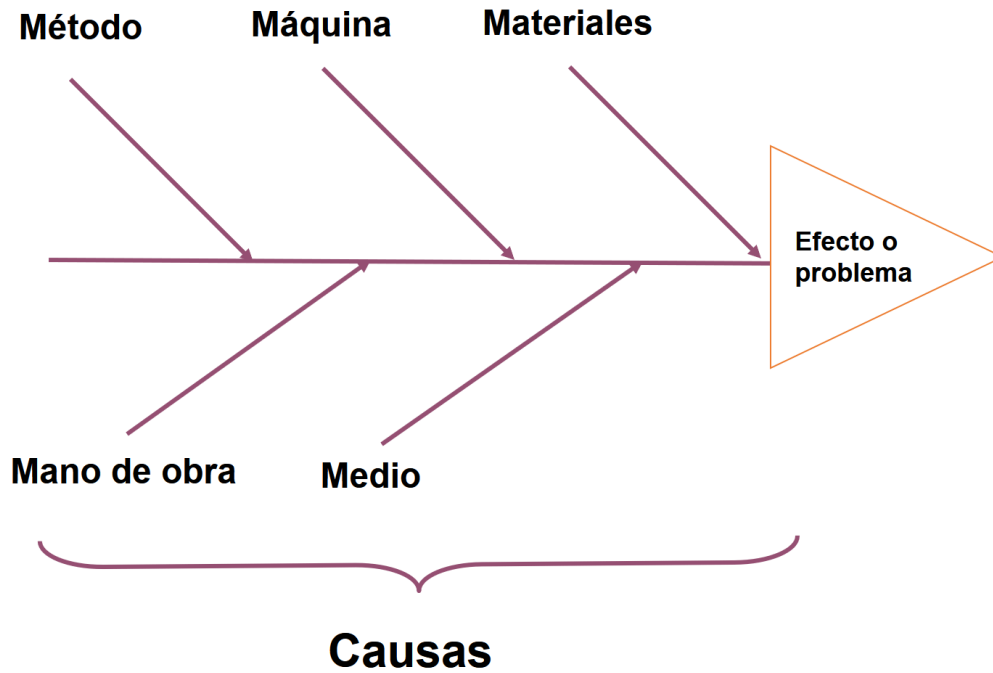 Método
Máquina
Materiales
Efecto o
problema
Mano de obra
Medio
Causas